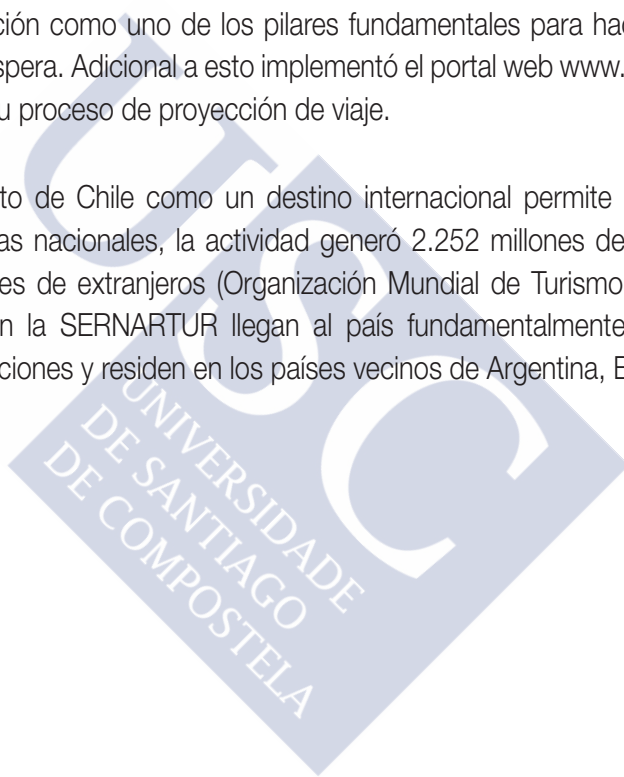 ción como uno de los pilares fundamentales para hac
spera. Adicional a esto implementó el portal web www.
u proceso de proyección de viaje.
to de Chile como un destino internacional permite
as nacionales, la actividad generó 2.252 millones de
es de extranjeros (Organización Mundial de Turismo
n la SERNARTUR llegan al país fundamentalmente
ciones y residen en los países vecinos de Argentina, B
USC
UNIVERSIDADE
DE SANTIAGO
DE COMPOSTELA